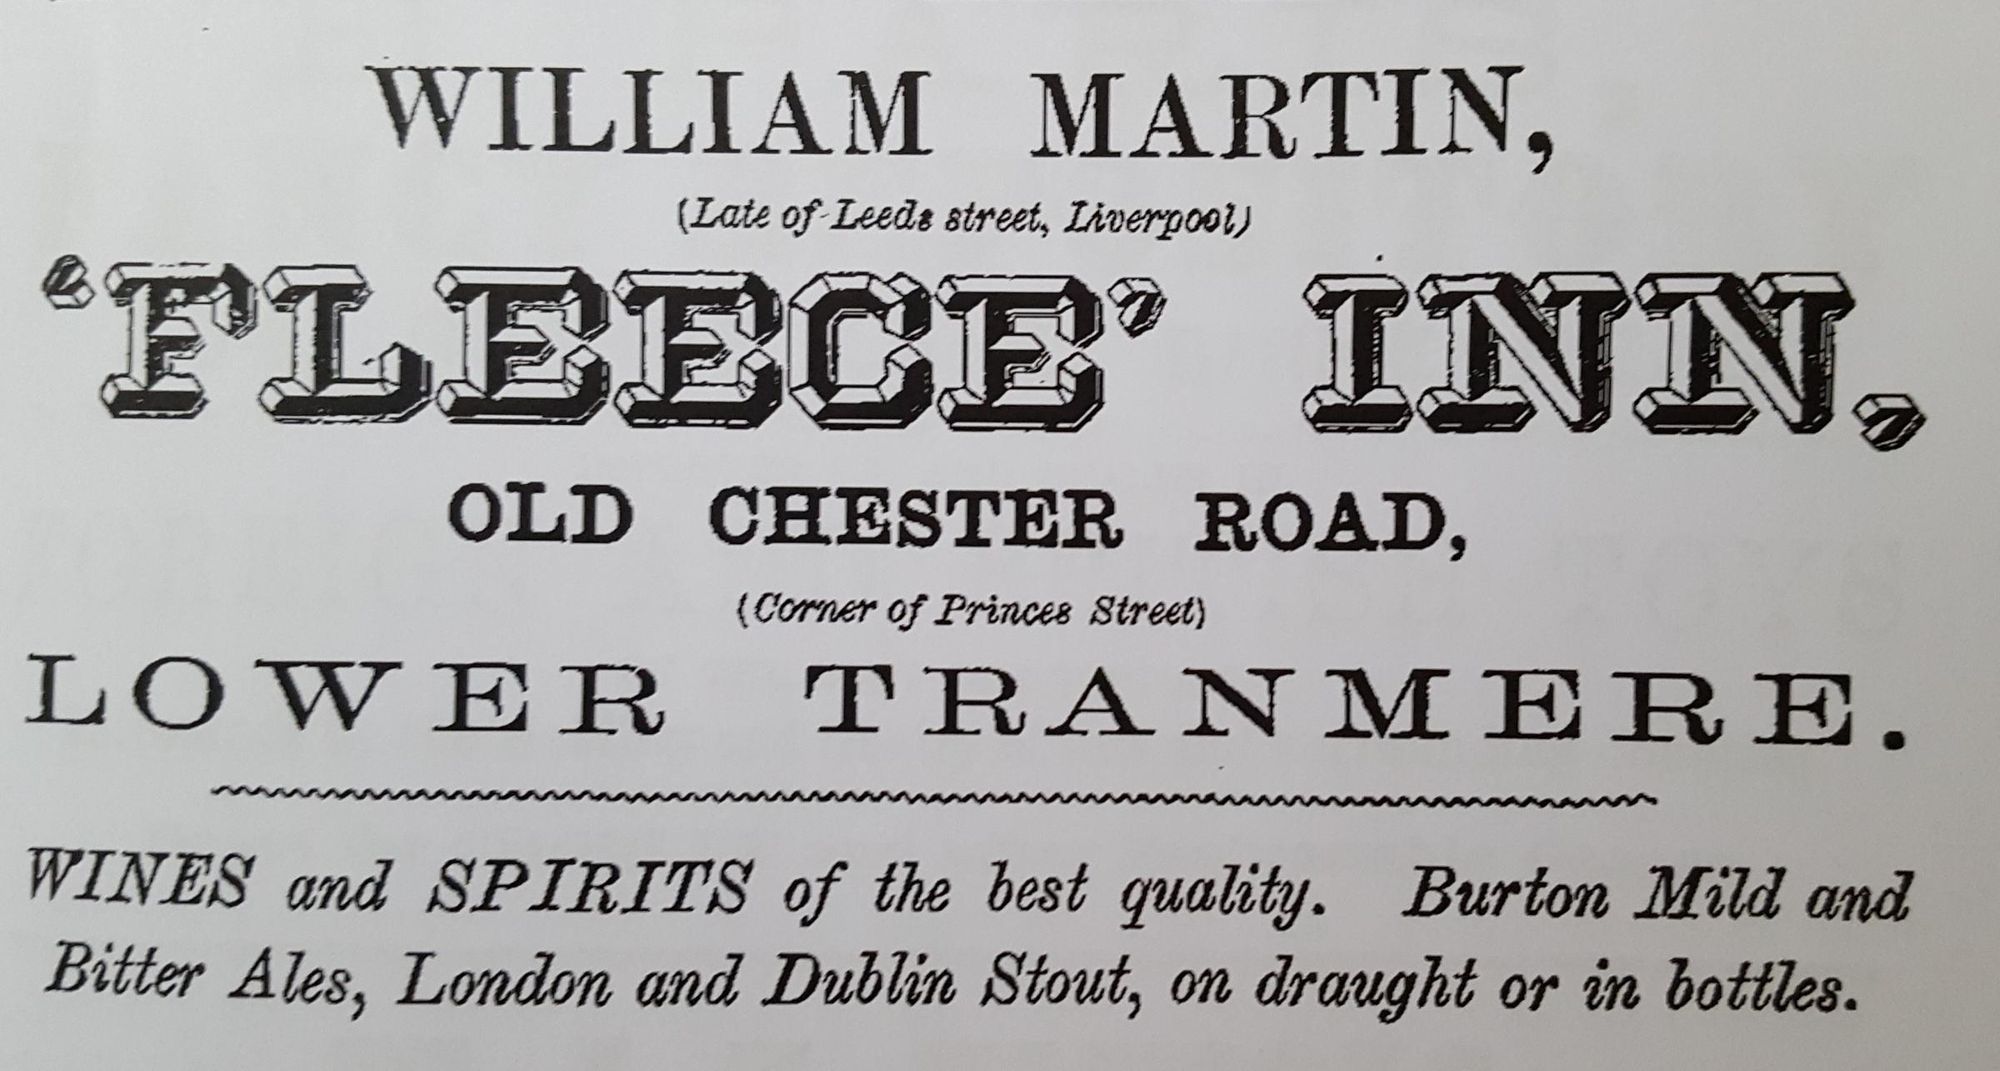 WILLIAM MARTIN,
(Late of Leeds street, Liverpool)
‘FLEECE’ INN,
OLD CHESTER ROAD,
(Corner of Princes Street)
LOWER TRANMERE.
WINES and SPIRITS of the best quality. Burton Mild and
Bitter Ales, London and Dublin Stout, on draught or in bottles.